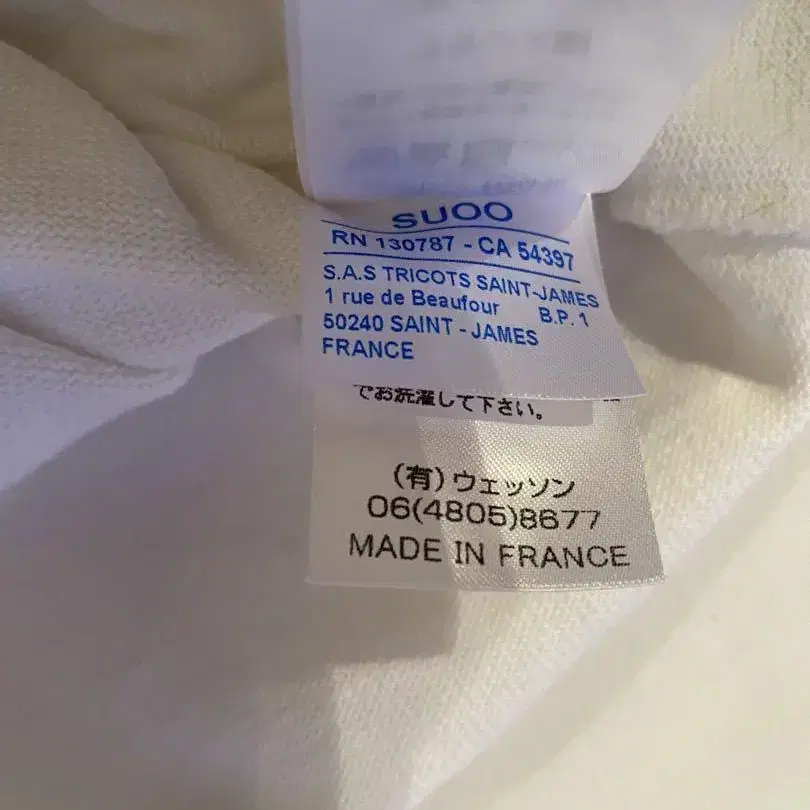 SUOO
RN 130787 - CA 54397
S.A.S TRICOTS SAINT-JAMES
1 rue de Beaufour B.P. 1
50240 SAINT - JAMES
FRANCE
でお洗濯して下さい。
(有)ウェッソン
06(4805)8677
MADE IN FRANCE